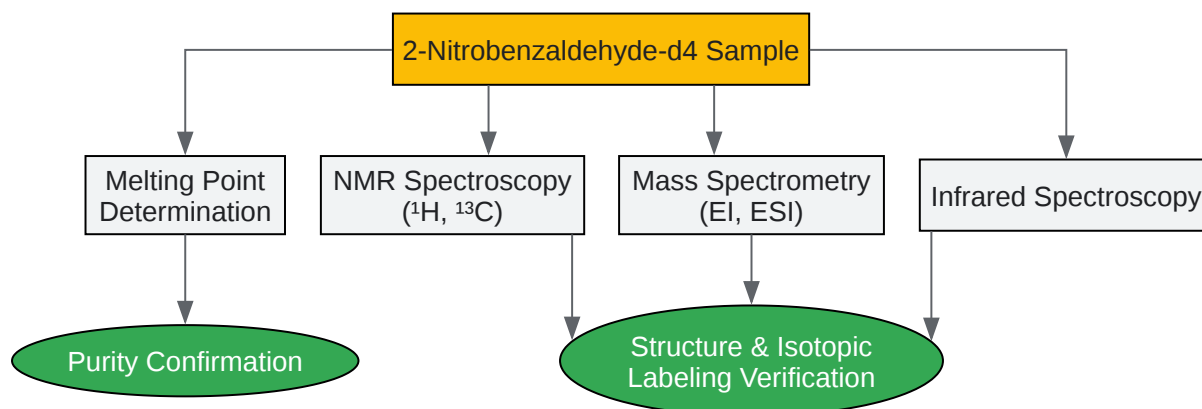 2-Nitrobenzaldehyde-d4 Sample
Melting Point
Determination
NMR Spectroscopy
(¹H, ¹³C)
Mass Spectrometry
(EI, ESI)
Infrared Spectroscopy
Purity Confirmation
Structure & Isotopic
Labeling Verification